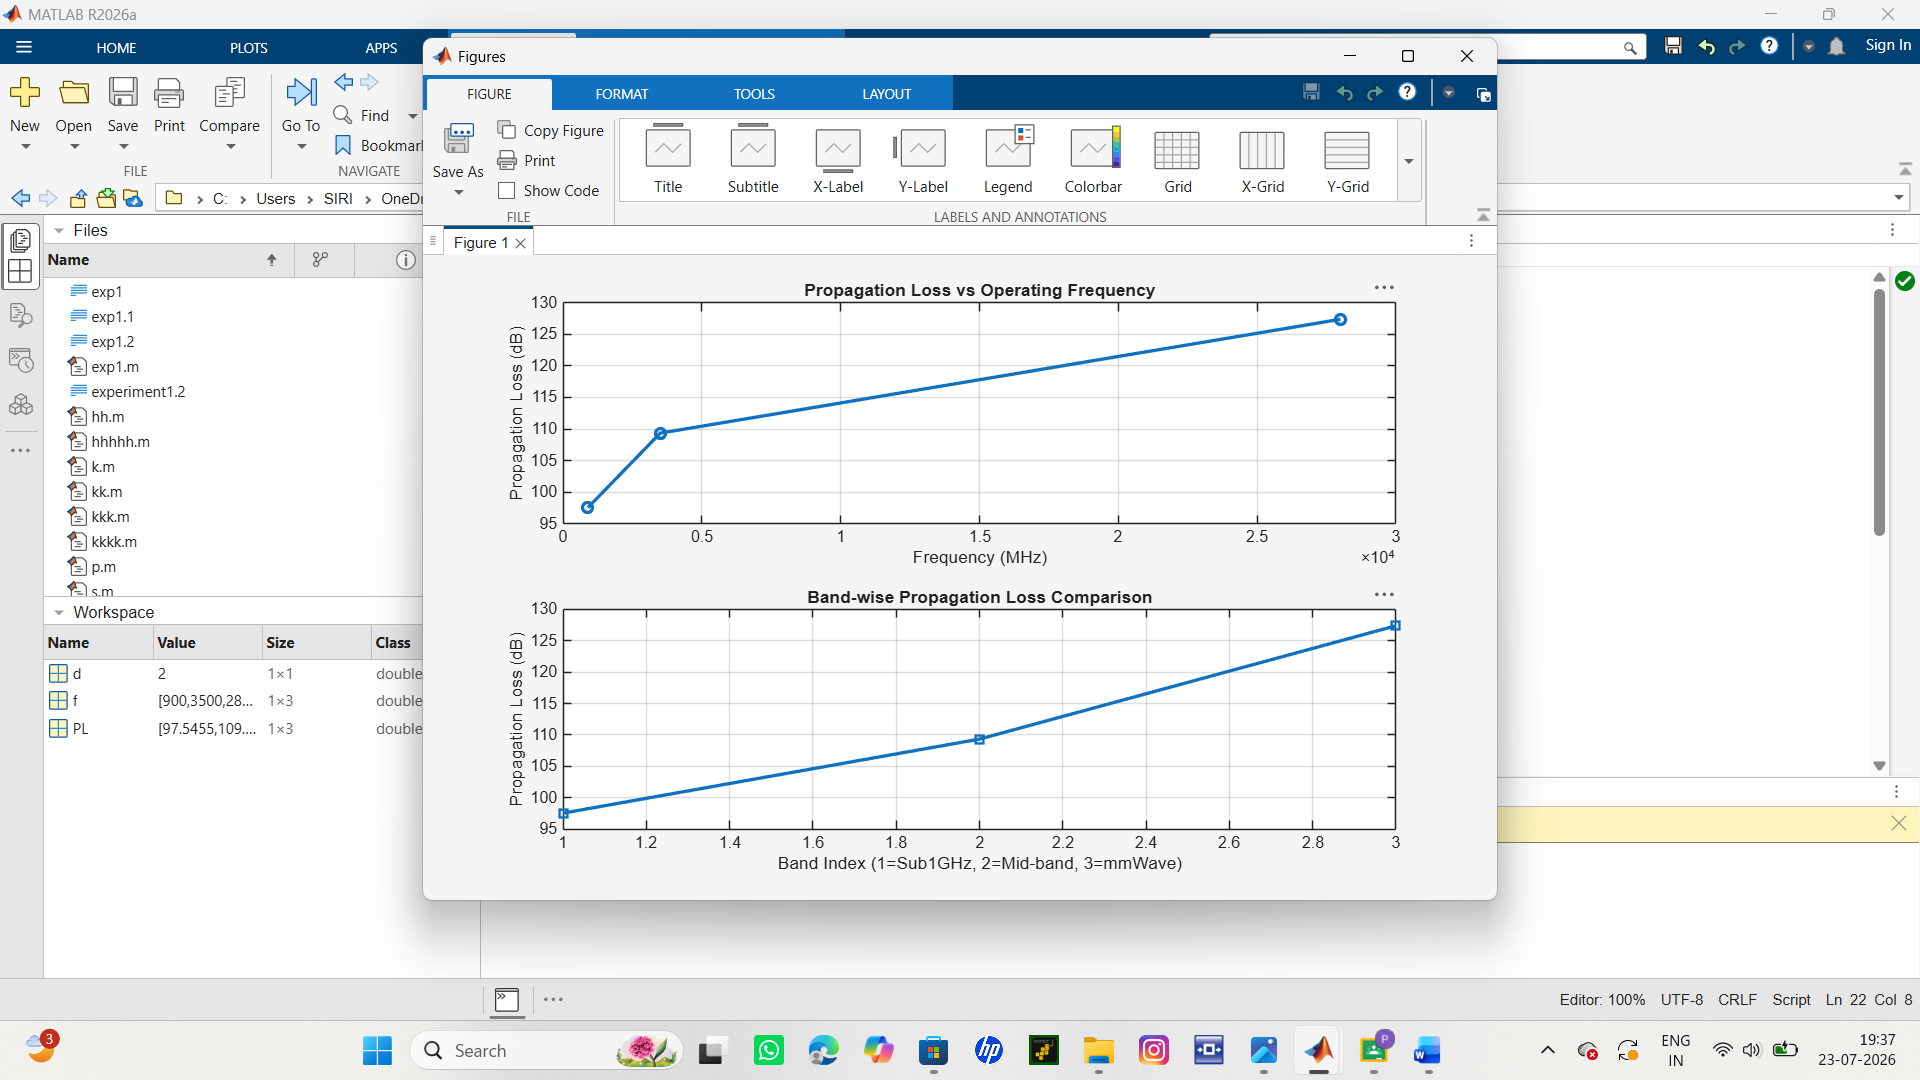 MATLAB R2026a
HOME PLOTS APPS
Sign In
New Open Save Print Compare Go To
Find
Bookmar
FILE NAVIGATE
C: Users SIRI OneDr
Files
Name
exp1
exp1.1
exp1.2
exp1.m
experiment1.2
hh.m
hhhhh.m
k.m
kk.m
kkk.m
kkkk.m
p.m
s.m
Workspace
Name Value Size Class
d 2 1×1 double
f [900,3500,28... 1×3 double
PL [97.5455,109.... 1×3 double
Figures
FIGURE FORMAT TOOLS LAYOUT
Save As
Copy Figure
Print
Show Code
FILE
Title Subtitle X-Label Y-Label Legend Colorbar Grid X-Grid Y-Grid
LABELS AND ANNOTATIONS
Figure 1
Propagation Loss vs Operating Frequency
Propagation Loss (dB)
130
125
120
115
110
105
100
95
0 0.5 1 1.5 2 2.5 3
Frequency (MHz)
×10⁴
Band-wise Propagation Loss Comparison
Propagation Loss (dB)
130
125
120
115
110
105
100
95
1 1.2 1.4 1.6 1.8 2 2.2 2.4 2.6 2.8 3
Band Index (1=Sub1GHz, 2=Mid-band, 3=mmWave)
Editor: 100% UTF-8 CRLF Script Ln 22 Col 8
3
Search
P
ENG
IN
19:37
23-07-2026